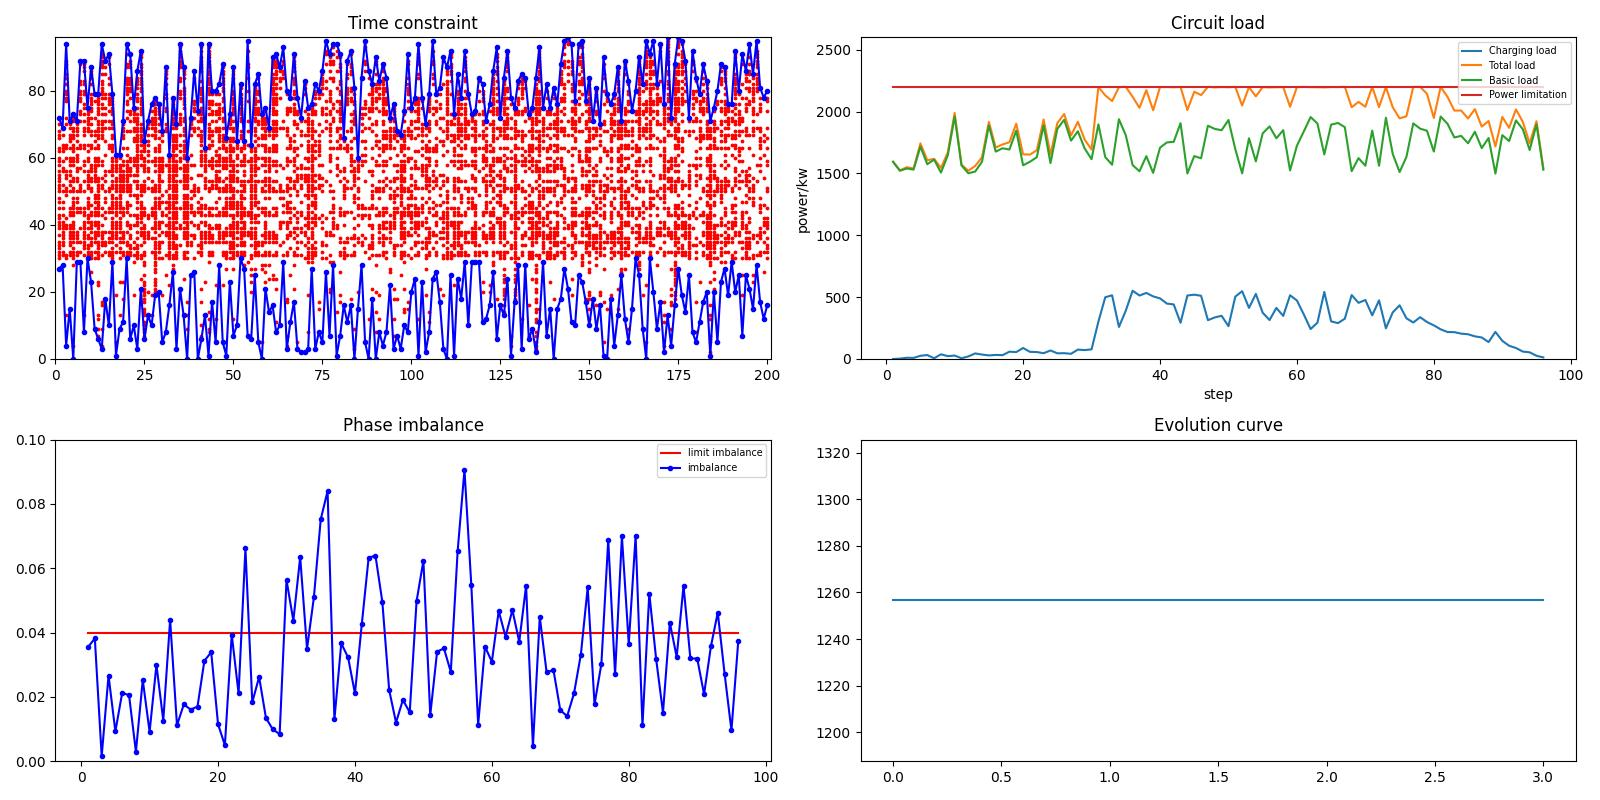 Time constraint
80
60
40
20
0
0 25 50 75 100 125 150 175 200
Circuit load
2500
2000
1500
1000
500
0
power/kw
Charging load
Total load
Basic load
Power limitation
0 20 40 60 80 100
step
Phase imbalance
0.10
0.08
0.06
0.04
0.02
0.00
limit imbalance
imbalance
0 20 40 60 80 100
Evolution curve
1320
1300
1280
1260
1240
1220
1200
0.0 0.5 1.0 1.5 2.0 2.5 3.0